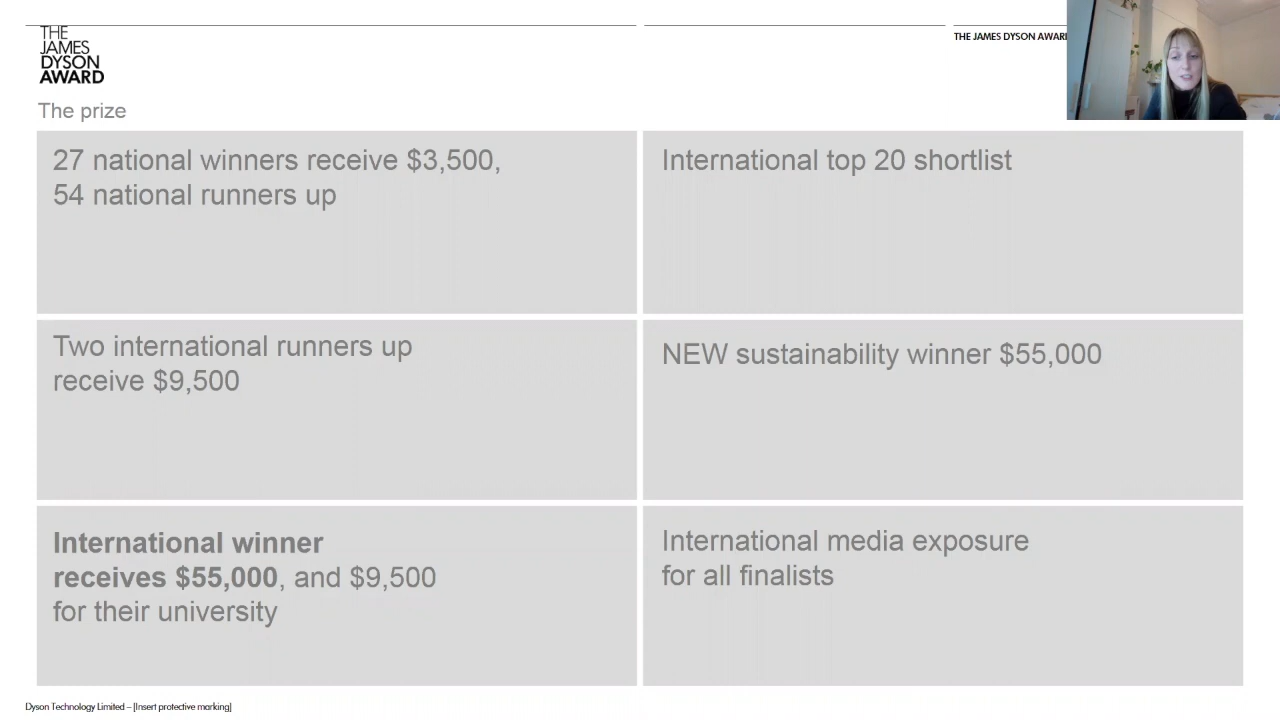 THE
JAMES
DYSON
AWARD
THE JAMES DYSON AWARD
The prize
27 national winners receive $3,500,
54 national runners up
International top 20 shortlist
Two international runners up
receive $9,500
NEW sustainability winner $55,000
International winner
receives $55,000, and $9,500
for their university
International media exposure
for all finalists
Dyson Technology Limited – [Insert protective marking]